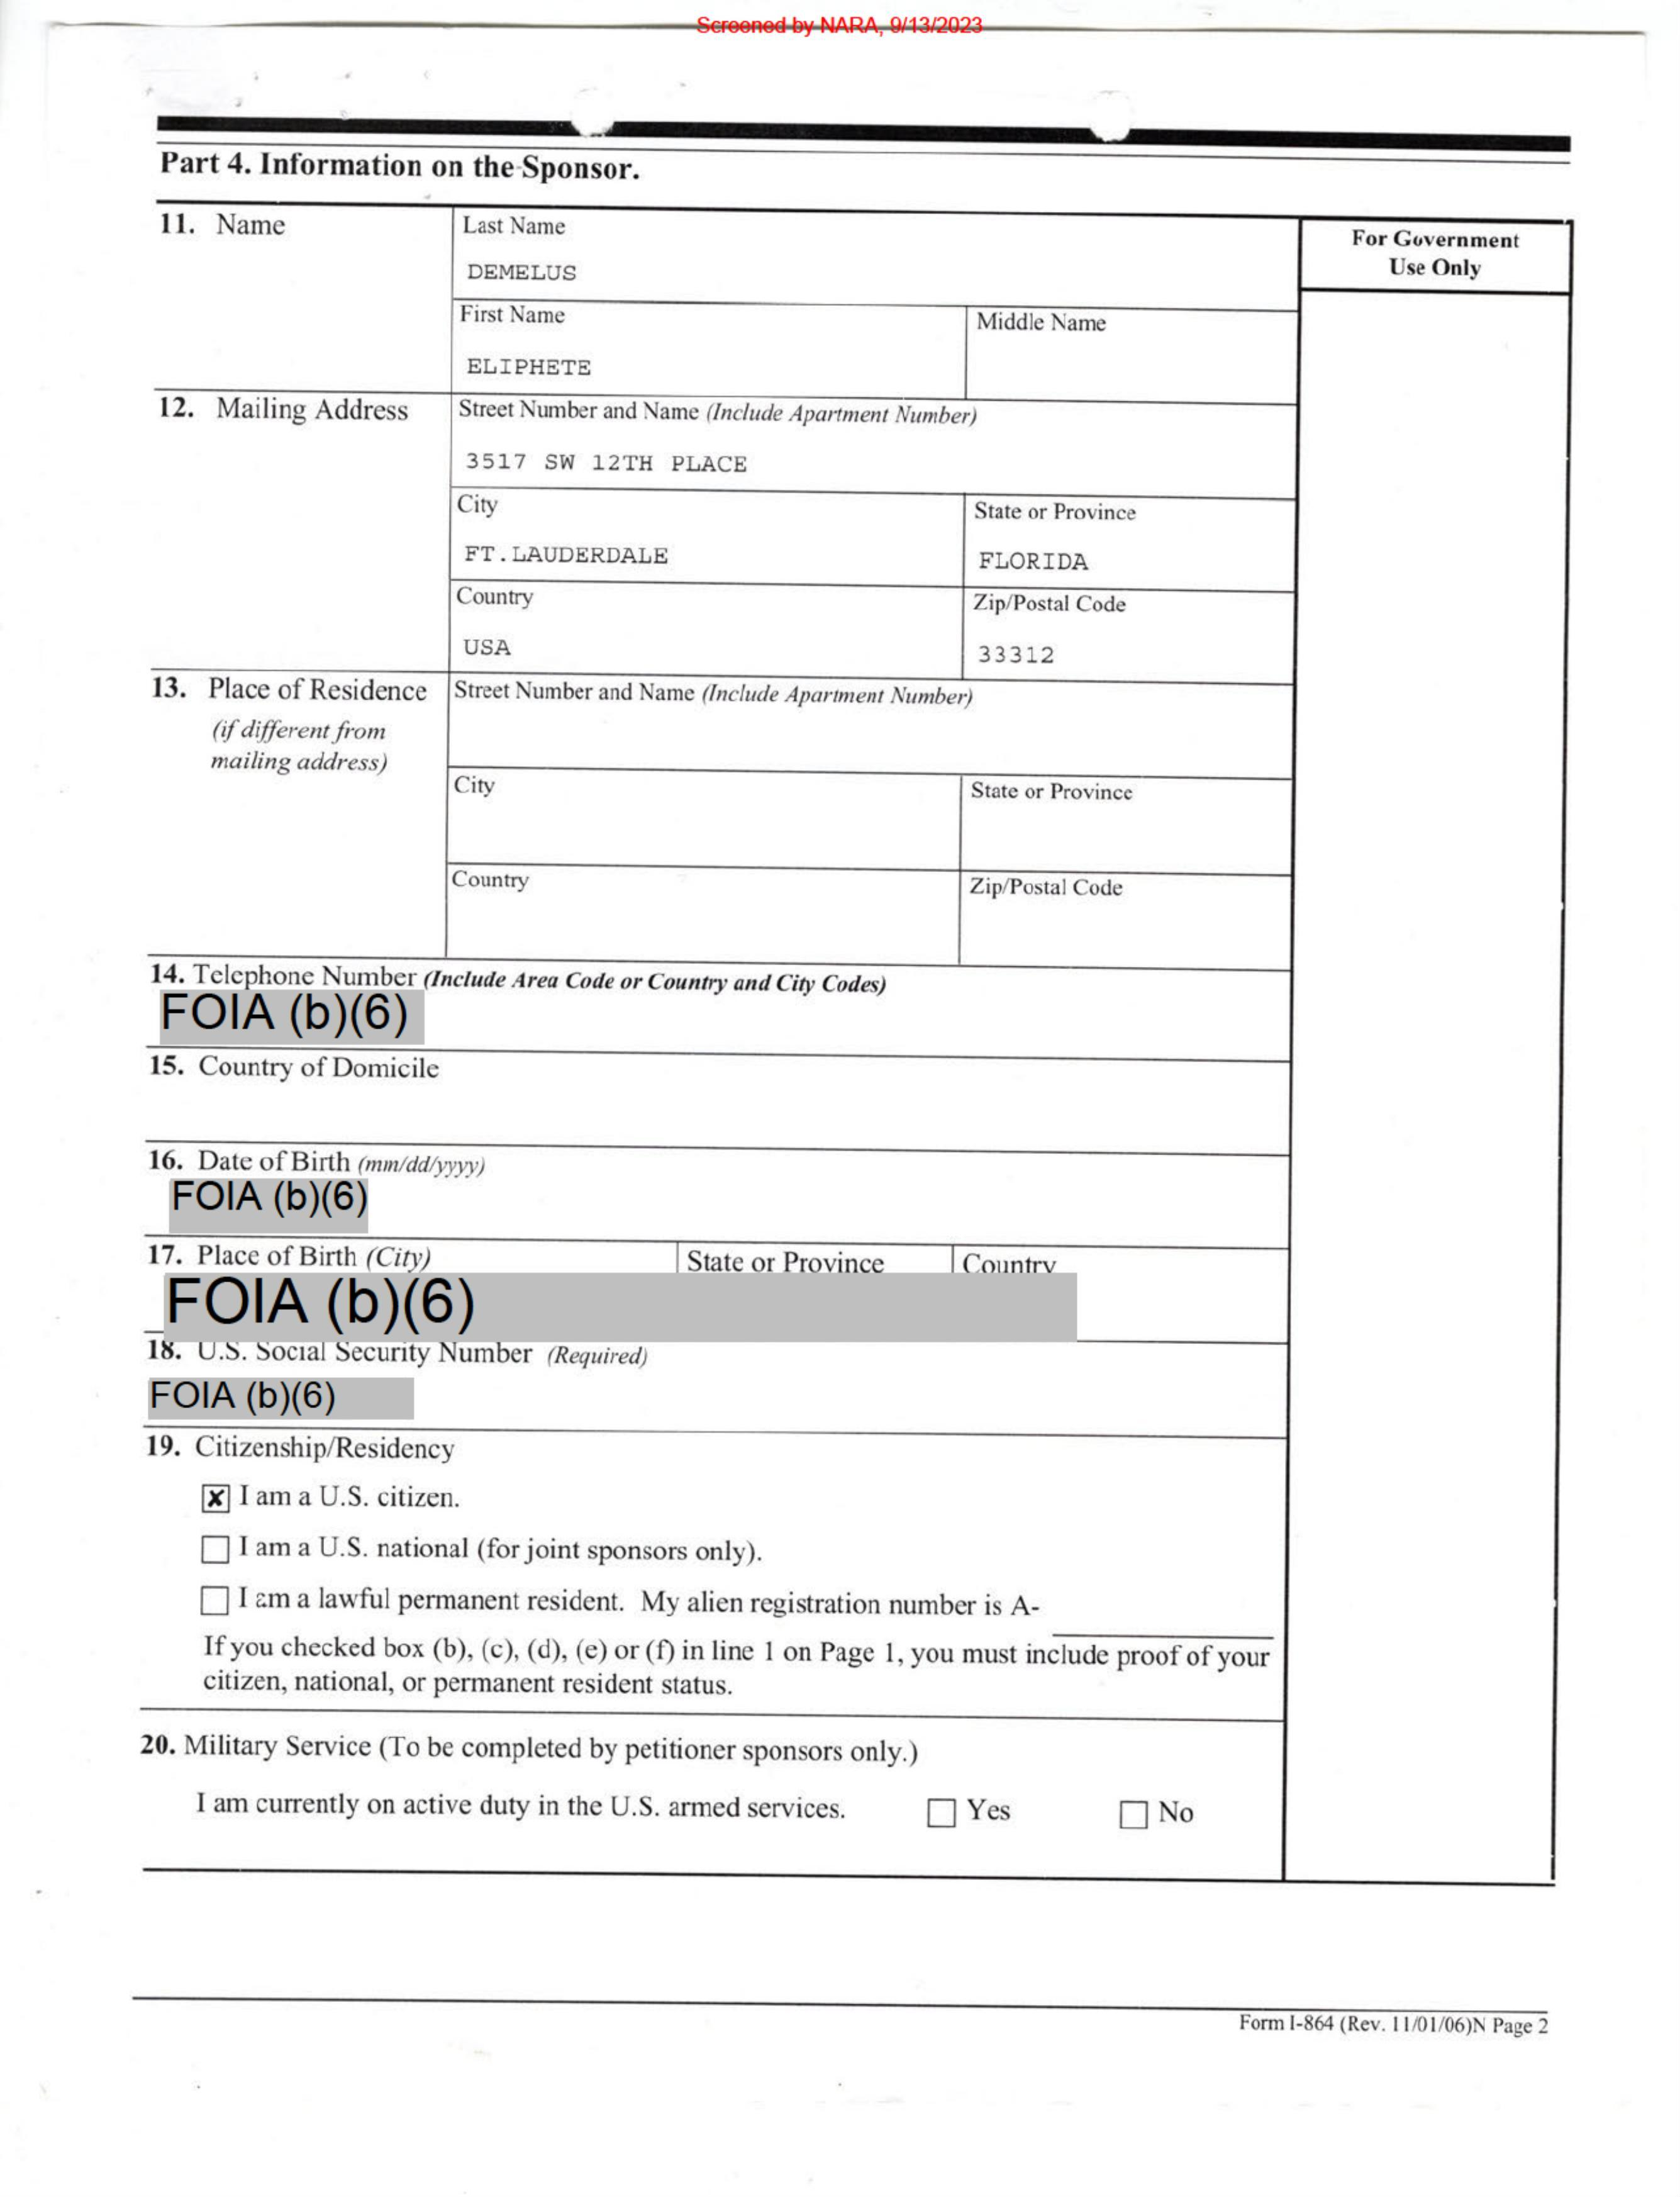 Screened by NARA, 9/13/2023
Part 4. Information on the Sponsor.
11. Name
Last Name
DEMELUS
For Government
Use Only
First Name
Middle Name
ELIPHETE
12. Mailing Address
Street Number and Name (Include Apartment Number)
3517 SW 12TH PLACE
City
State or Province
FT.LAUDERDALE
FLORIDA
Country
Zip/Postal Code
USA
33312
13. Place of Residence
(if different from
mailing address)
Street Number and Name (Include Apartment Number)
City
State or Province
Country
Zip/Postal Code
14. Telephone Number (Include Area Code or Country and City Codes)
FOIA (b)(6)
15. Country of Domicile
16. Date of Birth (mm/dd/yyyy)
FOIA (b)(6)
17. Place of Birth (City)
State or Province
Country
FOIA (b)(6)
18. U.S. Social Security Number (Required)
FOIA (b)(6)
19. Citizenship/Residency
x I am a U.S. citizen.
I am a U.S. national (for joint sponsors only).
I am a lawful permanent resident. My alien registration number is A-
If you checked box (b), (c), (d), (e) or (f) in line 1 on Page 1, you must include proof of your
citizen, national, or permanent resident status.
20. Military Service (To be completed by petitioner sponsors only.)
I am currently on active duty in the U.S. armed services. Yes No
Form I-864 (Rev. 11/01/06)N Page 2